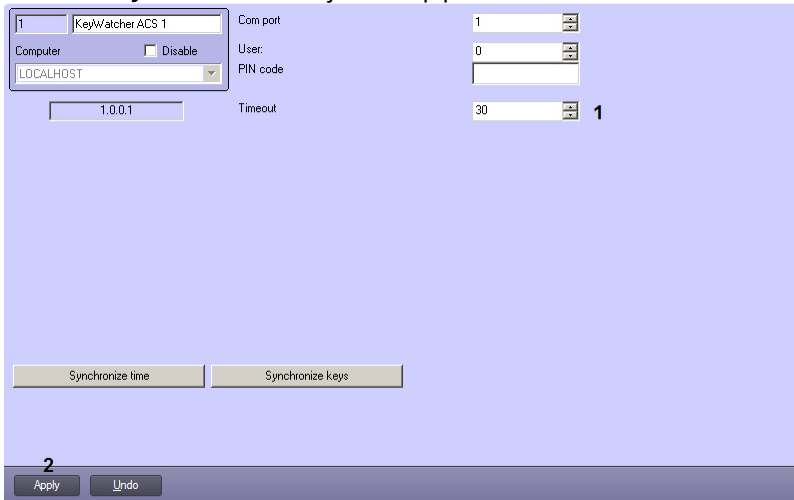 1 KeyWatcher ACS 1 Com port 1
Computer Disable User: 0
LOCALHOST PIN code
1.0.0.1 Timeout 30 1
Synchronize time Synchronize keys
2
Apply Undo